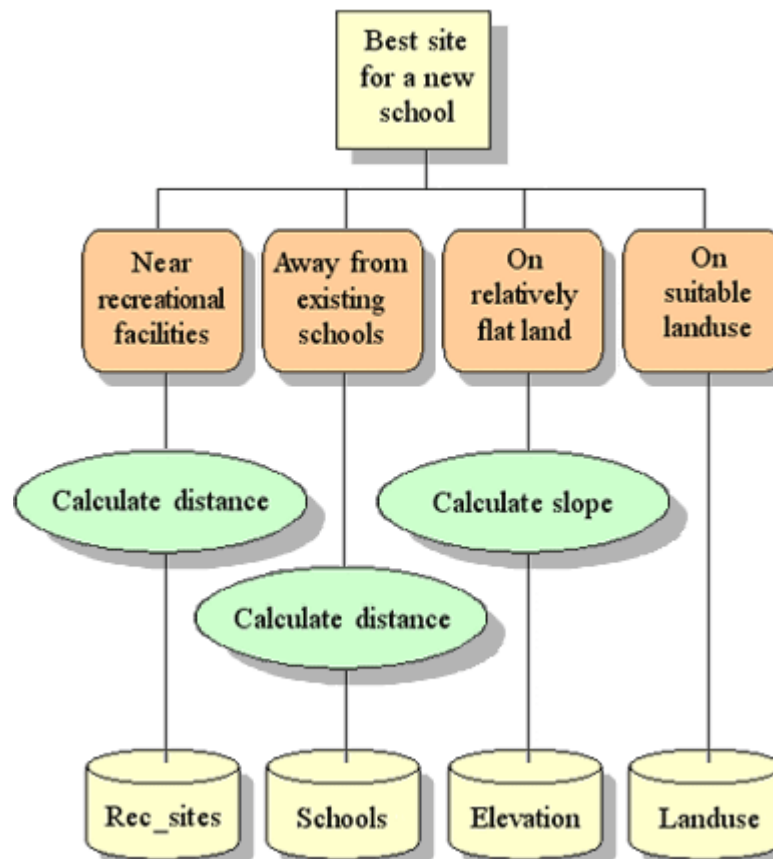 Best site
for a new
school
Near
recreational
facilities
Away from
existing
schools
On
relatively
flat land
On
suitable
landuse
Calculate distance
Calculate slope
Calculate distance
Rec_sites
Schools
Elevation
Landuse